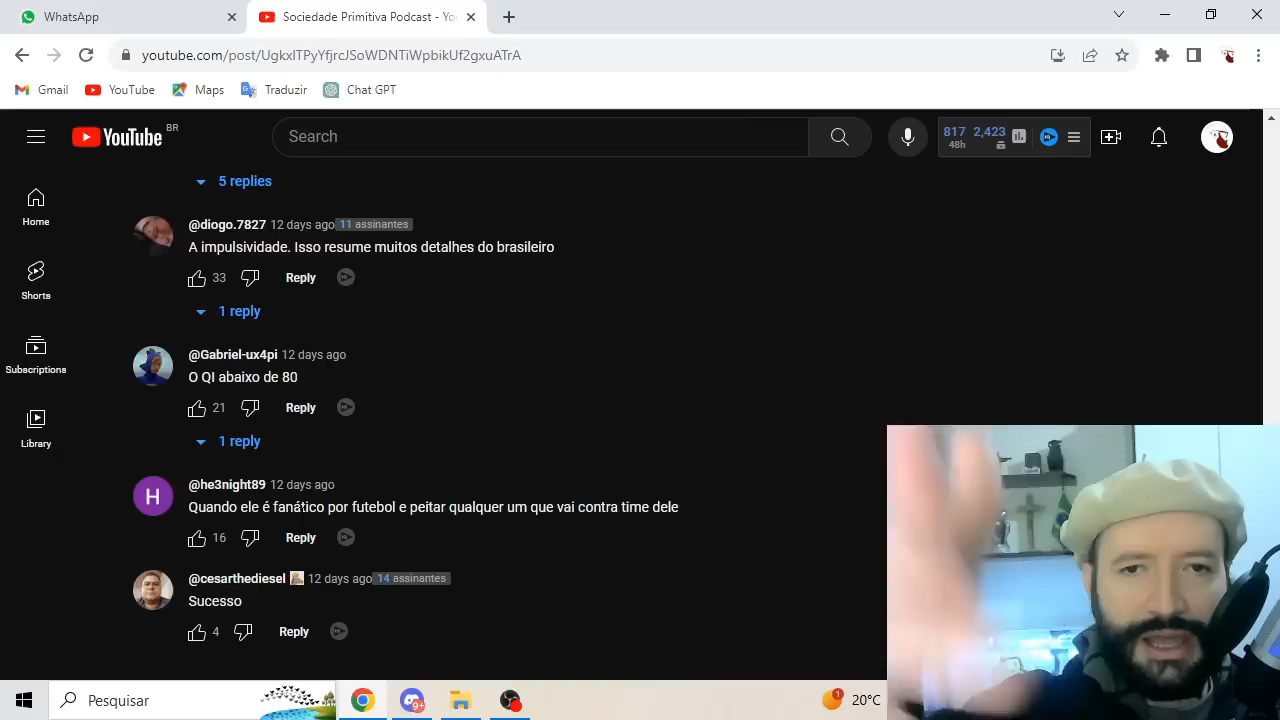 WhatsApp
Sociedade Primitiva Podcast - Yo
youtube.com/post/UgkxlTPyYfjrcJSoWDNTiWpbikUf2gxuATrA
Gmail
YouTube
Maps
Traduzir
Chat GPT
YouTube BR
Search
817 2,423
48h
5 replies
Home
@diogo.7827 12 days ago 11 assinantes
A impulsividade. Isso resume muitos detalhes do brasileiro
33 Reply
Shorts
1 reply
@Gabriel-ux4pi 12 days ago
O QI abaixo de 80
Subscriptions
21 Reply
1 reply
Library
@he3night89 12 days ago
H
Quando ele é fanático por futebol e peitar qualquer um que vai contra time dele
16 Reply
@cesarthediesel 12 days ago 14 assinantes
Sucesso
4 Reply
Pesquisar
9+
1
20°C